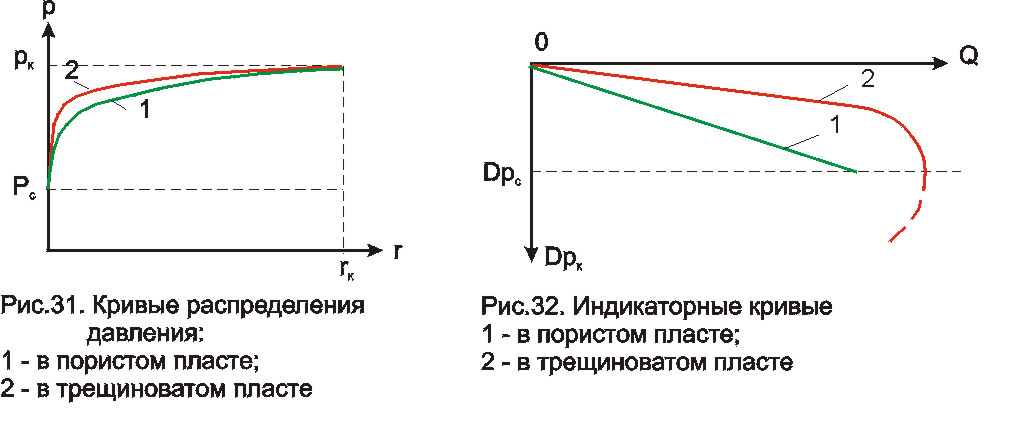 p
pк
2
1
Pс
rк
r
Рис.31. Кривые распределения
давления:
1 - в пористом пласте;
2 - в трещиноватом пласте
0
Q
2
1
Dpс
Dpк
Рис.32. Индикаторные кривые
1 - в пористом пласте;
2 - в трещиноватом пласте